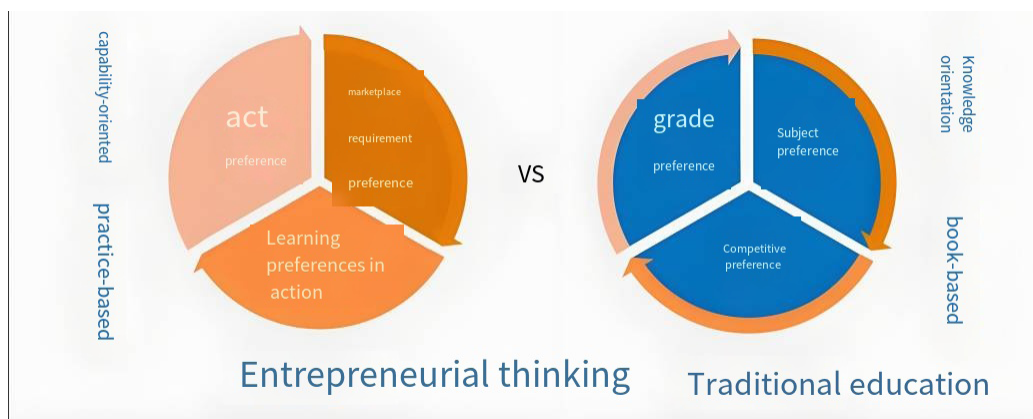 capability-oriented
practice-based
act
preference
marketplace
requirement
preference
Learning
preferences in
action
Entrepreneurial thinking
VS
grade
preference
Subject
preference
Competitive
preference
Traditional education
Knowledge
orientation
book-based